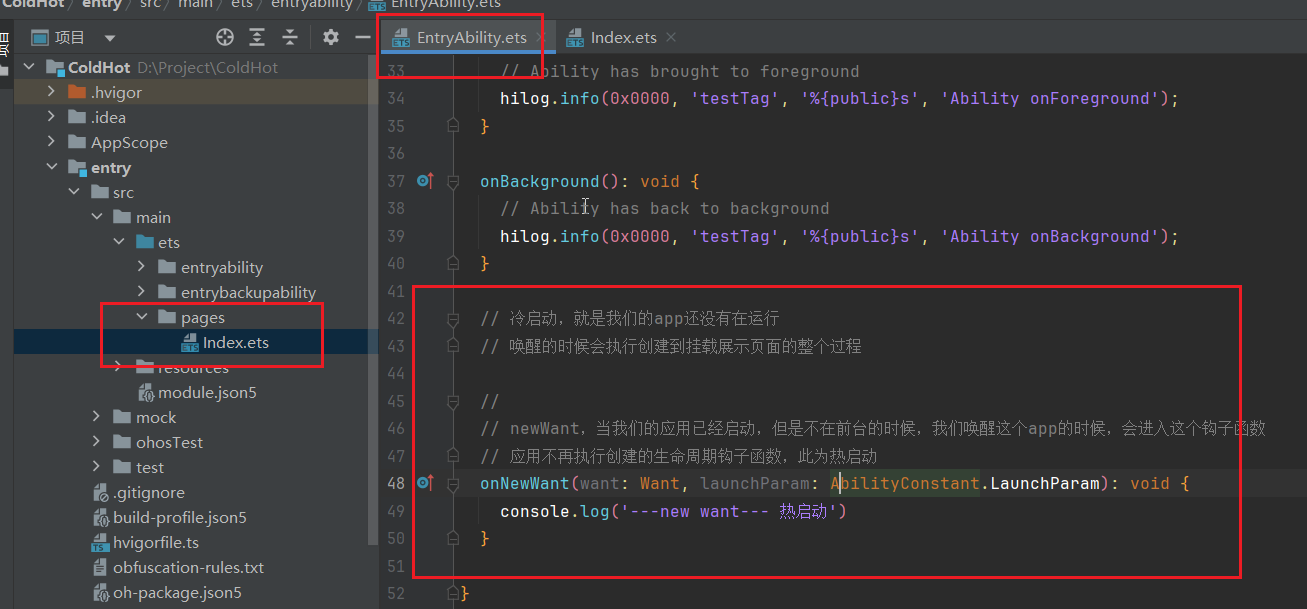 ColdHot / entry / src / main / ets / entryability / EntryAbility.ets
项目
项目
EntryAbility.ets
Index.ets
ColdHot D:\Project\ColdHot
.hvigor
.idea
AppScope
entry
src
main
ets
entryability
entrybackupability
pages
Index.ets
resources
module.json5
mock
ohosTest
test
.gitignore
build-profile.json5
hvigorfile.ts
obfuscation-rules.txt
oh-package.json5
33 // Ability has brought to foreground
34 hilog.info(0x0000, 'testTag', '%{public}s', 'Ability onForeground');
35 }
36
37 onBackground(): void {
38 // Ability has back to background
39 hilog.info(0x0000, 'testTag', '%{public}s', 'Ability onBackground');
40 }
41
42 // 冷启动，就是我们的app还没有在运行
43 // 唤醒的时候会执行创建到挂载展示页面的整个过程
44
45 //
46 // newWant，当我们的应用已经启动，但是不在前台的时候，我们唤醒这个app的时候，会进入这个钩子函数
47 // 应用不再执行创建的生命周期钩子函数，此为热启动
48 onNewWant(want: Want, launchParam: AbilityConstant.LaunchParam): void {
49 console.log('---new want--- 热启动')
50 }
51
52 }